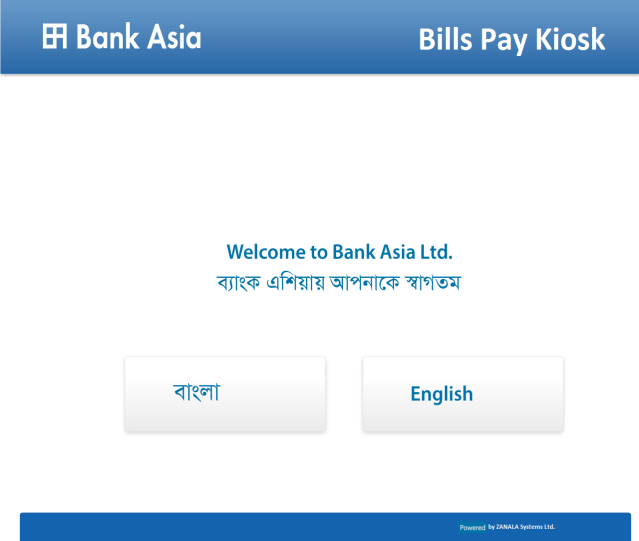 Bank Asia
Bills Pay Kiosk
Welcome to Bank Asia Ltd.
ব্যাংক এশিয়ায় আপনাকে স্বাগতম
বাংলা
English
Powered by ZANALA Systems Ltd.